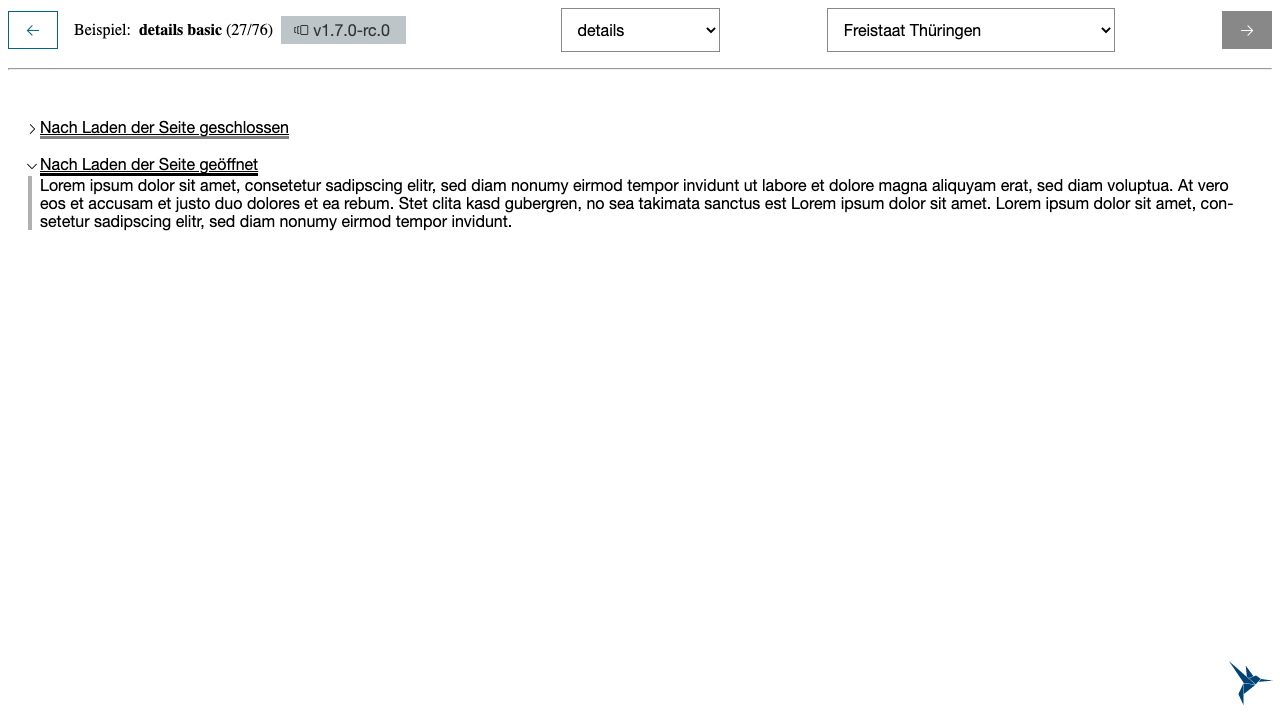 Beispiel: details basic (27/76) v1.7.0-rc.0 details Freistaat Thüringen
Nach Laden der Seite geschlossen
Nach Laden der Seite geöffnet
Lorem ipsum dolor sit amet, consetetur sadipscing elitr, sed diam nonumy eirmod tempor invidunt ut labore et dolore magna aliquyam erat, sed diam voluptua. At vero
eos et accusam et justo duo dolores et ea rebum. Stet clita kasd gubergren, no sea takimata sanctus est Lorem ipsum dolor sit amet. Lorem ipsum dolor sit amet, con-
setetur sadipscing elitr, sed diam nonumy eirmod tempor invidunt.